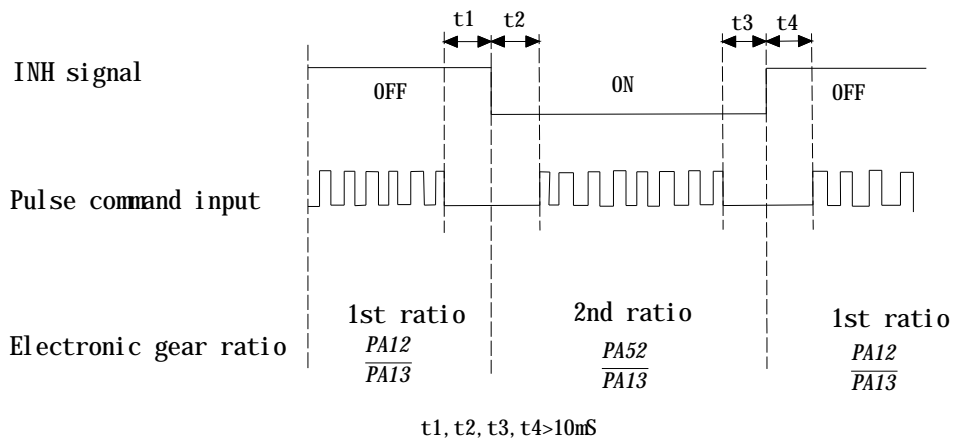 t1 t2 t3 t4
INH signal
OFF ON OFF
Pulse command input
1st ratio 2nd ratio 1st ratio
Electronic gear ratio
PA12 PA52 PA12
PA13 PA13 PA13
t1,t2,t3,t4>10mS